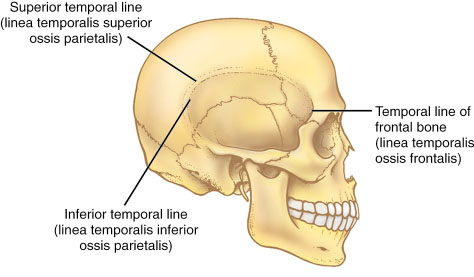 Superior temporal line
(linea temporalis superior
ossis parietalis)
Temporal line of
frontal bone
(linea temporalis
ossis frontalis)
Inferior temporal line
(linea temporalis inferior
ossis parietalis)